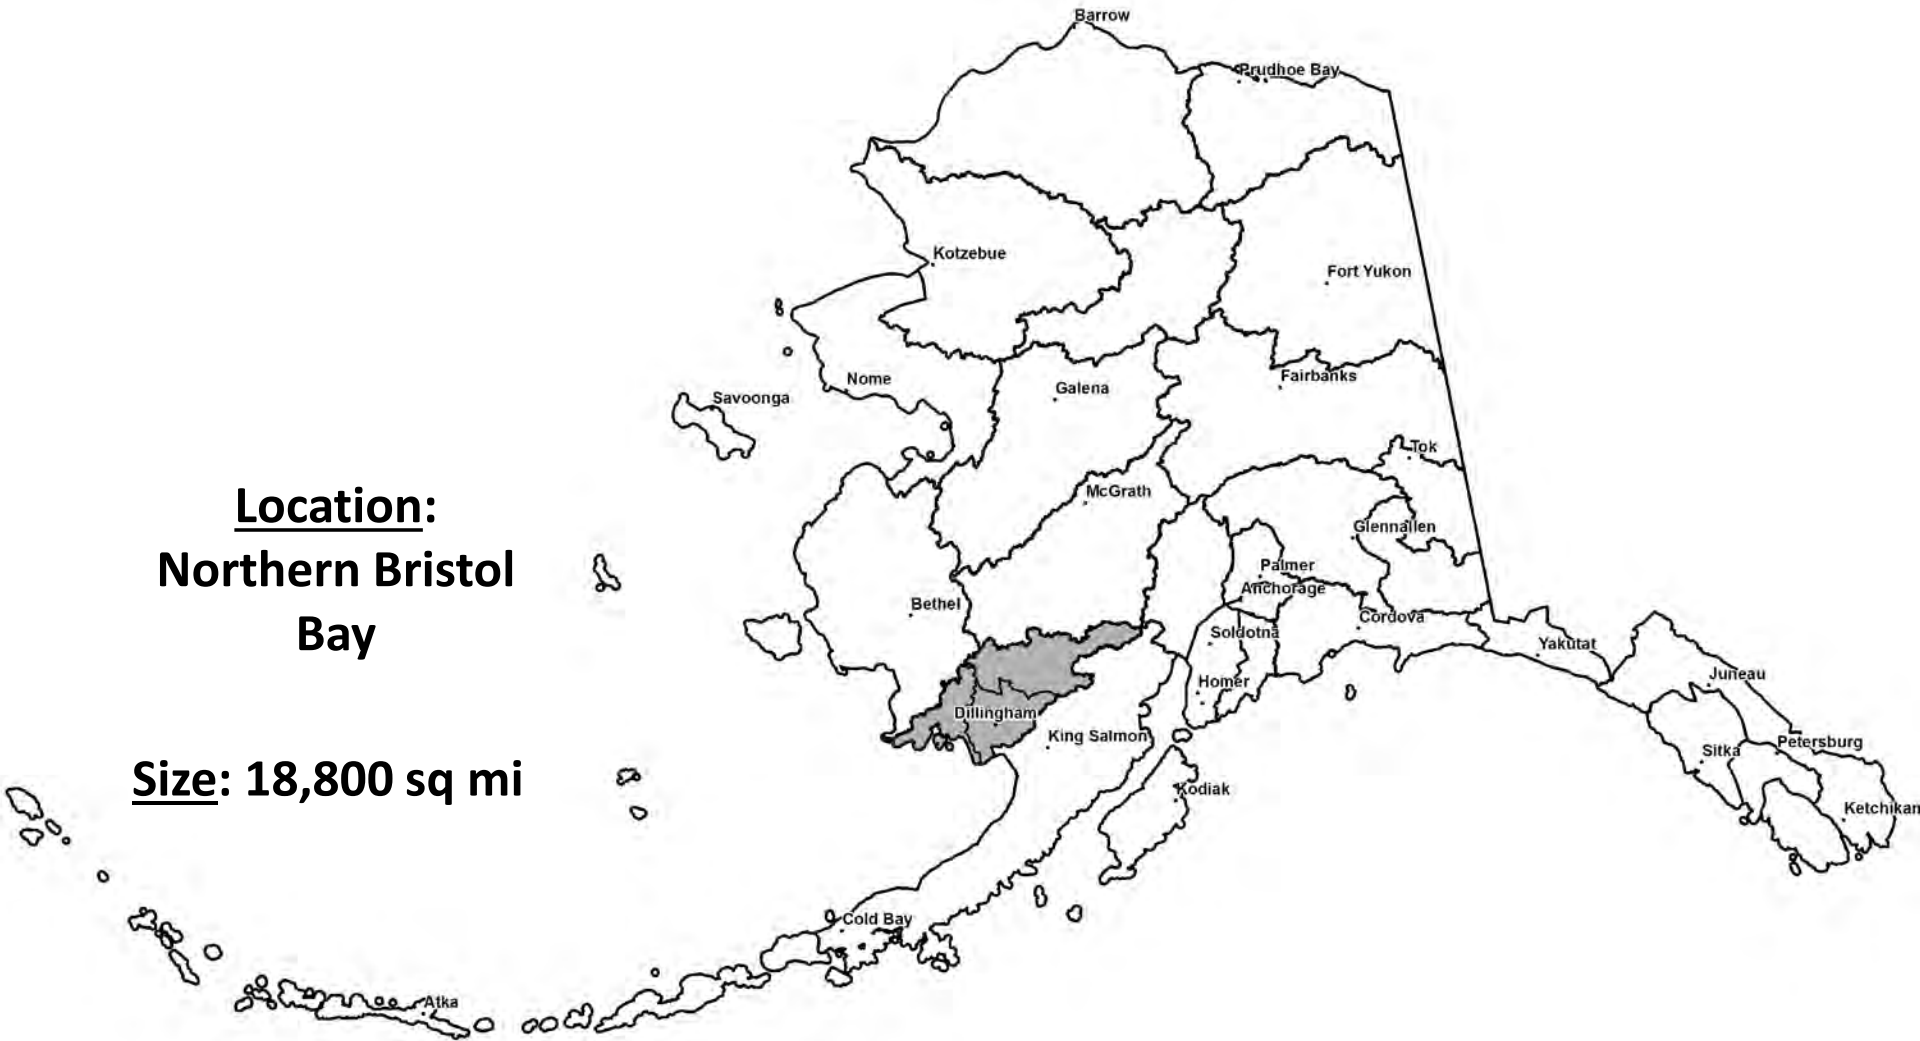 Barrow
Prudhoe Bay
Kotzebue
Fort Yukon
Nome
Galena
Fairbanks
Savoonga
Tok
McGrath
Location:
Northern Bristol
Bay
Glennallen
Palmer
Anchorage
Bethel
Cordova
Soldotna
Yakutat
Juneau
Homer
Dillingham
King Salmon
Petersburg
Sitka
Size: 18,800 sq mi
Kodiak
Ketchikan
Cold Bay
Atka